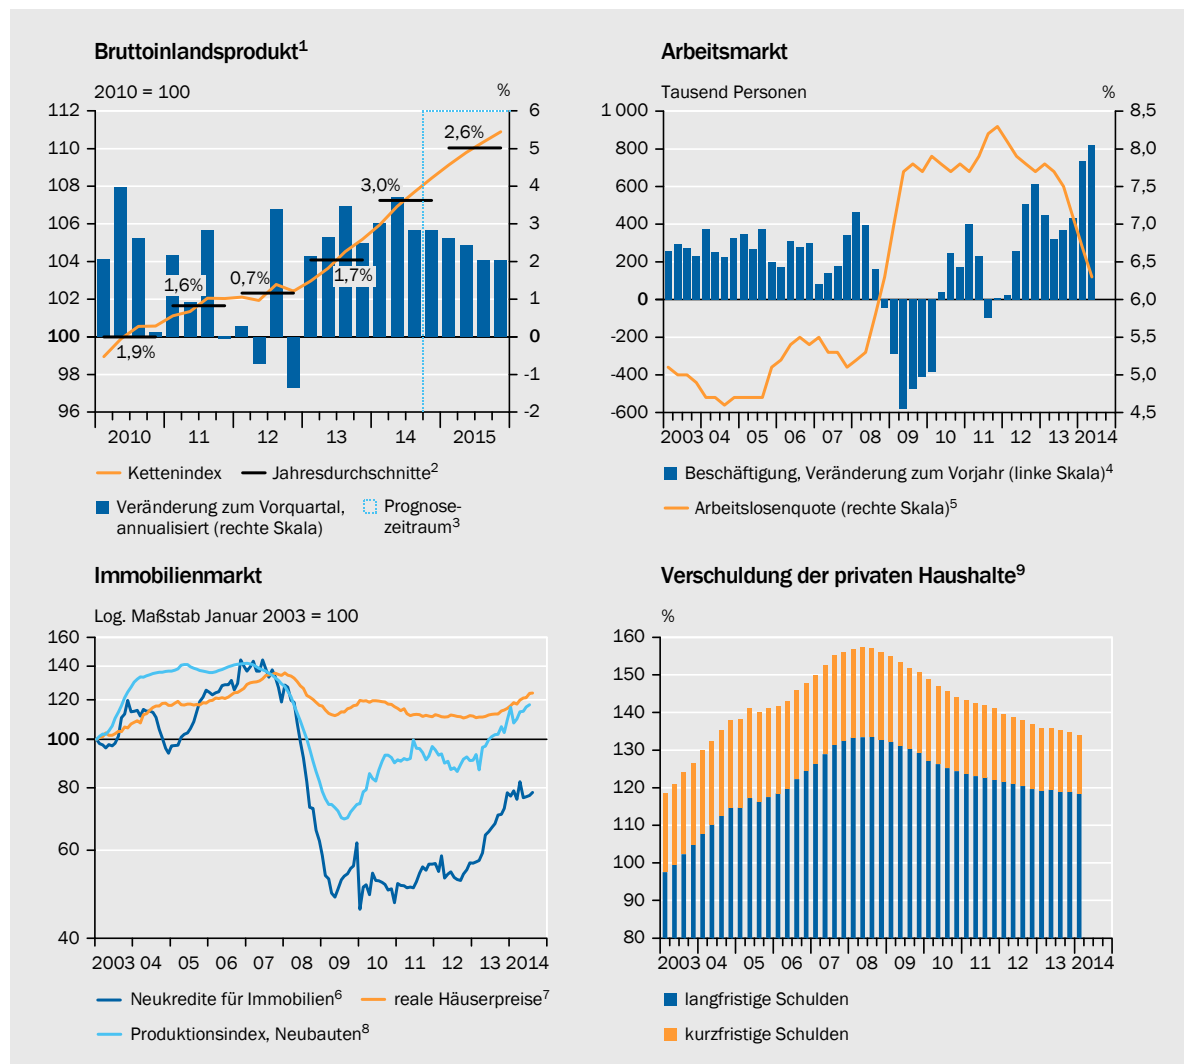 Bruttoinlandsprodukt1
2010 = 100
%
112
110
108
106
104
102
100
98
96
6
5
4
3
2
1
0
-1
-2
1,9%
1,6%
0,7%
1,7%
3,0%
2,6%
2010 11 12 13 14 2015
Kettenindex Jahresdurchschnitte2
Veränderung zum Vorquartal, annualisiert (rechte Skala)
Prognose-
zeitraum3
Arbeitsmarkt
Tausend Personen
%
1 000
800
600
400
200
0
-200
-400
-600
8,5
8,0
7,5
7,0
6,5
6,0
5,5
5,0
4,5
2003 04 05 06 07 08 09 10 11 12 13 2014
Beschäftigung, Veränderung zum Vorjahr (linke Skala)4
Arbeitslosenquote (rechte Skala)5
Immobilienmarkt
Log. Maßstab Januar 2003 = 100
160
140
120
100
80
60
40
2003 04 05 06 07 08 09 10 11 12 13 2014
Neukredite für Immobilien6 reale Häuserpreise7
Produktionsindex, Neubauten8
Verschuldung der privaten Haushalte9
%
160
150
140
130
120
110
100
90
80
2003 04 05 06 07 08 09 10 11 12 13 2014
langfristige Schulden
kurzfristige Schulden